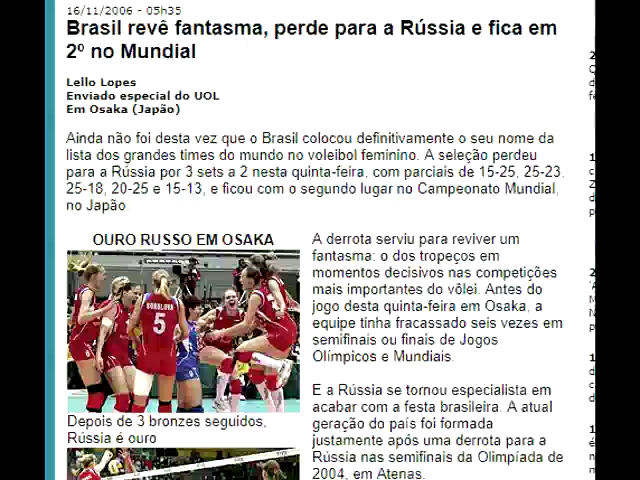 16/11/2006 - 05h35
Brasil revê fantasma, perde para a Rússia e fica em
2º no Mundial
Lello Lopes
Enviado especial do UOL
Em Osaka (Japão)
Ainda não foi desta vez que o Brasil colocou definitivamente o seu nome da
lista dos grandes times do mundo no voleibol feminino. A seleção perdeu
para a Rússia por 3 sets a 2 nesta quinta-feira, com parciais de 15-25, 25-23,
25-18, 20-25 e 15-13, e ficou com o segundo lugar no Campeonato Mundial,
no Japão.
OURO RUSSO EM OSAKA
SOKOLOVA
5
Depois de 3 bronzes seguidos,
Rússia é ouro
A derrota serviu para reviver um
fantasma: o dos tropeços em
momentos decisivos nas competições
mais importantes do vôlei. Antes do
jogo desta quinta-feira em Osaka, a
equipe tinha fracassado seis vezes em
semifinais ou finais de Jogos
Olímpicos e Mundiais.
E a Rússia se tornou especialista em
acabar com a festa brasileira. A atual
geração do país foi formada
justamente após uma derrota para a
Rússia nas semifinais da Olimpíada de
2004, em Atenas.